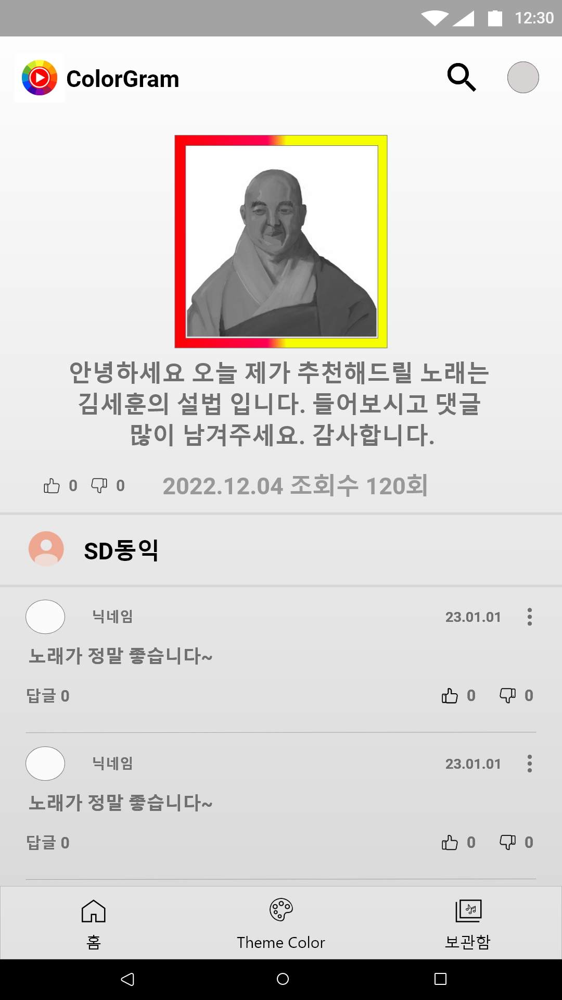 12:30
ColorGram
안녕하세요 오늘 제가 추천해드릴 노래는
김세훈의 설법 입니다. 들어보시고 댓글
많이 남겨주세요. 감사합니다.
0 0 2022.12.04 조회수 120회
SD동익
닉네임 23.01.01
노래가 정말 좋습니다~
답글 0 0 0
닉네임 23.01.01
노래가 정말 좋습니다~
답글 0 0 0
홈 Theme Color 보관함